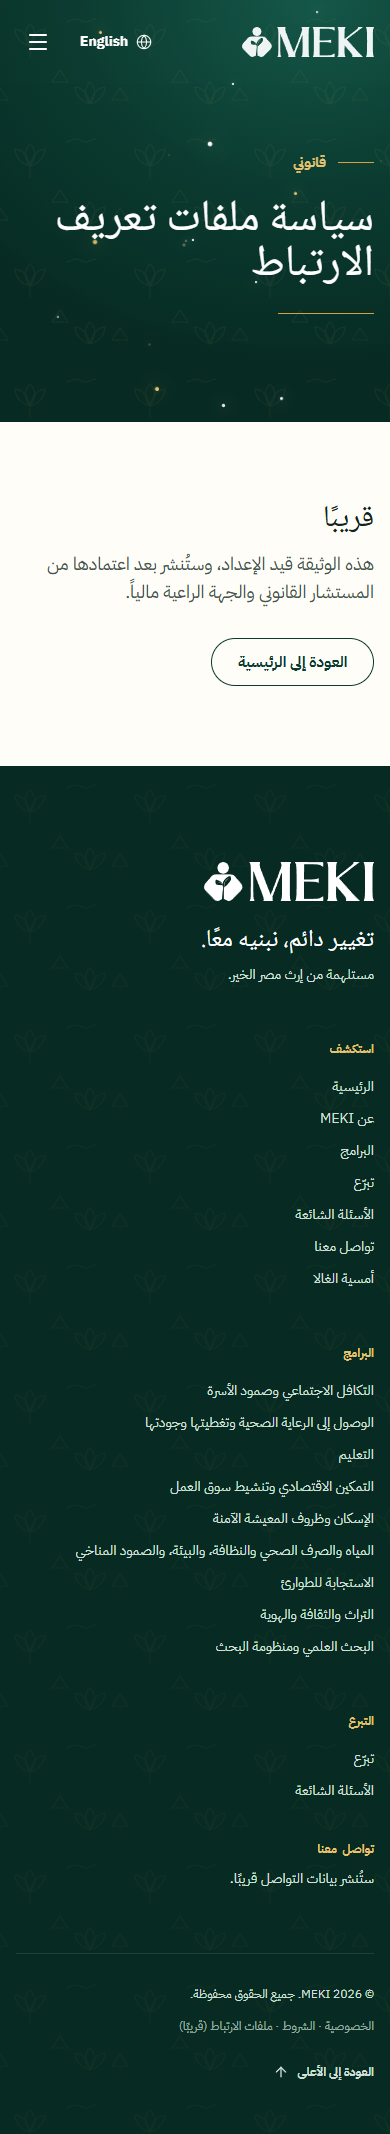 MEKI
English
قانوني
سياسة ملفات تعريف
الارتباط
قريبًا
هذه الوثيقة قيد الإعداد، وستُنشر بعد اعتمادها من
المستشار القانوني والجهة الراعية مالياً.
العودة إلى الرئيسية
MEKI
تغيير دائم، نبنيه معًا.
مستلهمة من إرث مصر الخير.
استكشف
الرئيسية
عن MEKI
البرامج
تبرّع
الأسئلة الشائعة
تواصل معنا
أمسية الغالا
البرامج
التكافل الاجتماعي وصمود الأسرة
الوصول إلى الرعاية الصحية وتغطيتها وجودتها
التعليم
التمكين الاقتصادي وتنشيط سوق العمل
الإسكان وظروف المعيشة الآمنة
المياه والصرف الصحي والنظافة، والبيئة، والصمود المناخي
الاستجابة للطوارئ
التراث والثقافة والهوية
البحث العلمي ومنظومة البحث
التبرع
تبرّع
الأسئلة الشائعة
تواصل معنا
ستُنشر بيانات التواصل قريبًا.
© 2026 MEKI. جميع الحقوق محفوظة.
الخصوصية · الشروط · ملفات الارتباط (قريبًا)
العودة إلى الأعلى